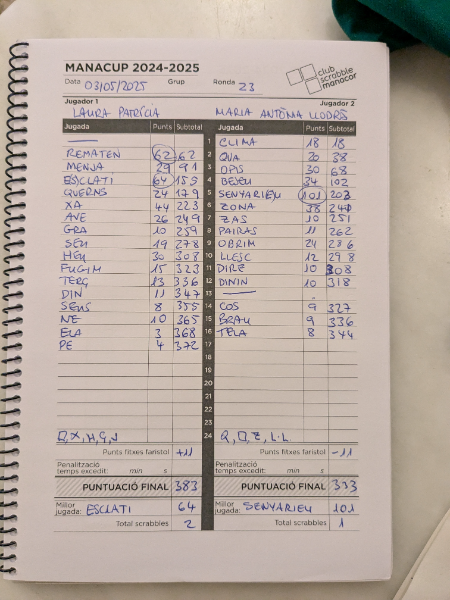 MANACUP 2024-2025
Data 03/05/2025 Grup Ronda 23
club scrabble manacor
Jugador 1 Jugador 2
LAURA PATRÍCIA MARIA ANTÒNIA LLODRÀ
Jugada Punts Subtotal Jugada Punts Subtotal
— 1 CLIMA 18 18
REMATEN 62 62 2 QUA 20 38
MENJA 29 91 3 OPIS 30 68
ESCLATI 64 155 4 BEJEU 34 102
QUERNS 24 179 5 SENYARIEU 101 203
XA 44 223 6 ZONA 38 241
AVE 26 249 7 ZAS 10 251
GRA 10 259 8 PAIRAS 11 262
SEU 19 278 9 OBRIM 24 286
HEU 30 308 10 LLESC 12 298
FUGIM 15 323 11 DIRE 10 308
TERÇ 13 336 12 DININ 10 318
DIN 11 347 13 —
SEUS 8 355 14 COS 9 327
NE 10 365 15 BRAU 9 336
ELA 3 368 16 TELA 8 344
PE 4 372 17
18
19
20
21
22
23
24
Punts fitxes faristol +11 Punts fitxes faristol -11
Penalització temps excedit: min s Penalització temps excedit: min s
PUNTUACIÓ FINAL 383 PUNTUACIÓ FINAL 333
Millor jugada: ESCLATI 64 Millor jugada: SENYARIEU 101
Total scrabbles 2 Total scrabbles 1